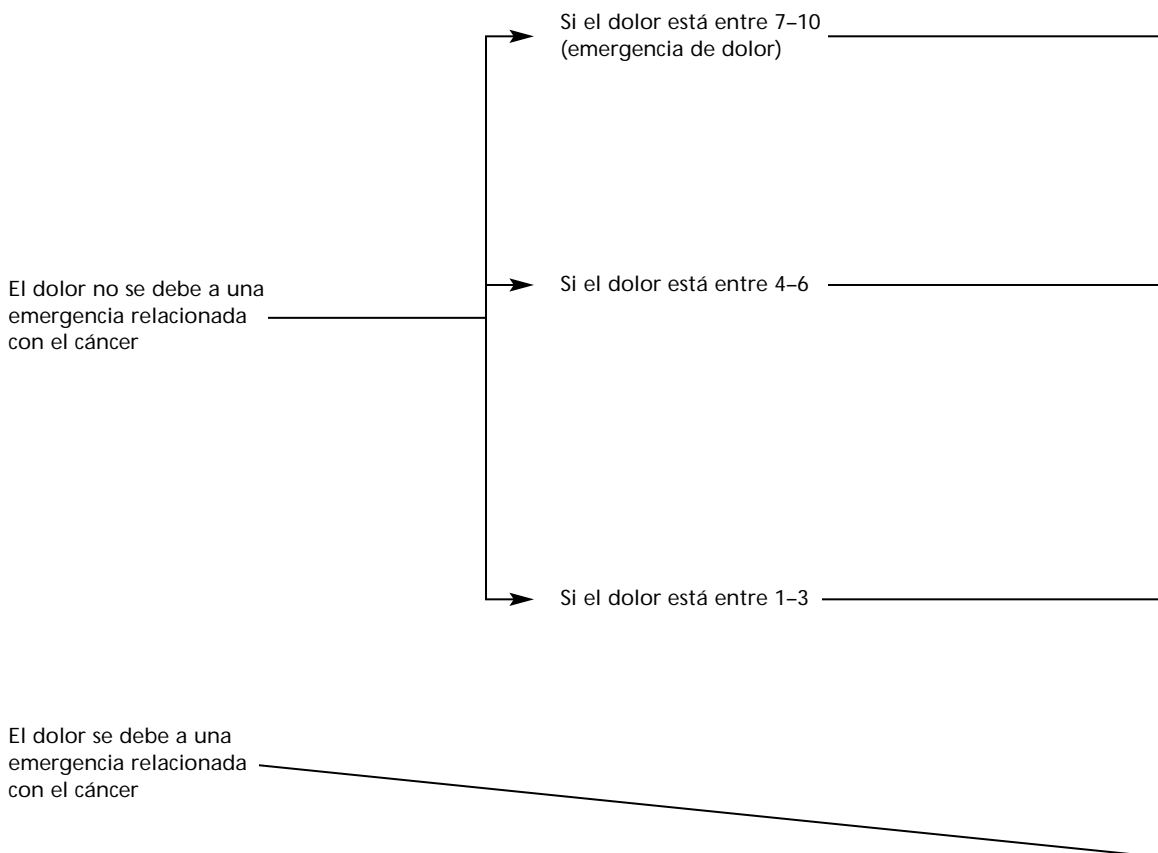 Si el dolor está entre 7–10
(emergencia de dolor)
El dolor no se debe a una
emergencia relacionada
con el cáncer
Si el dolor está entre 4–6
Si el dolor está entre 1–3
El dolor se debe a una
emergencia relacionada
con el cáncer